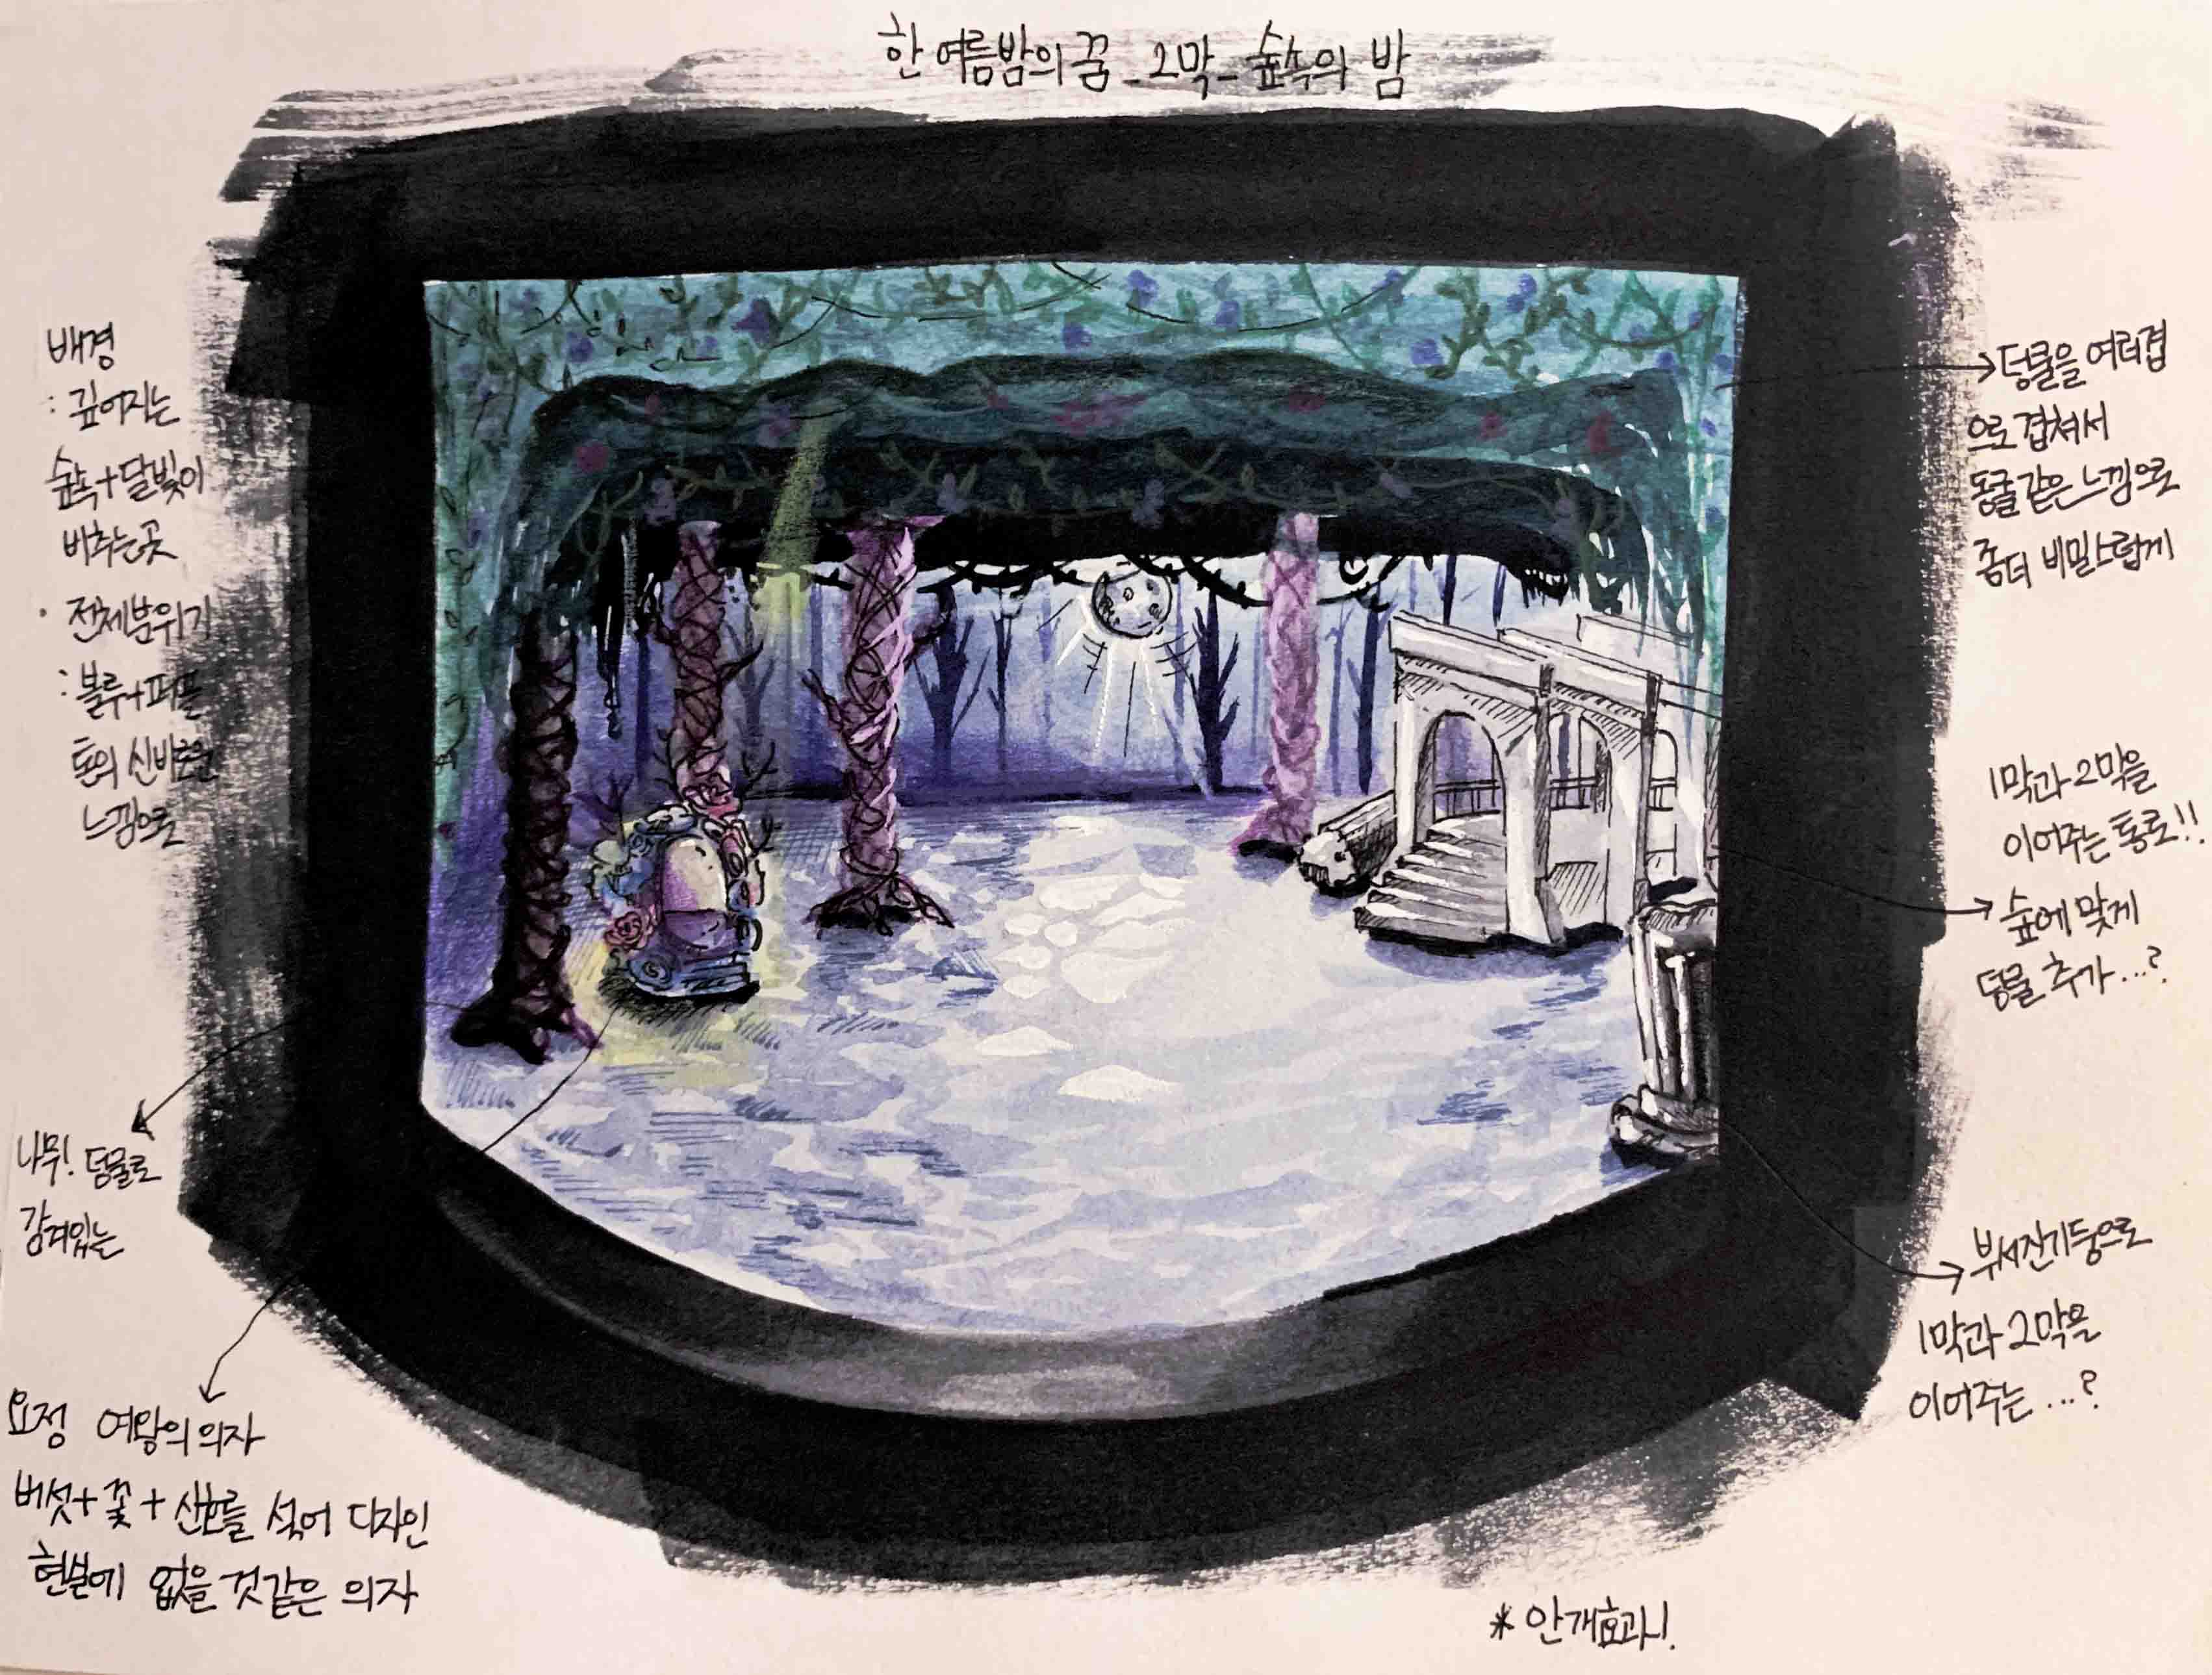 한여름밤의 꿈 _ 2막 _ 숲속의 밤
배경
: 깊어지는
숲속+달빛이
비추는 곳
· 전체분위기
: 블루+퍼플
톤의 신비로운
느낌으로
나무! 덩쿨로
감겨있는
요정 여왕의 의자
버섯+꽃+산호를 섞어 디자인
현실에 없을 것같은 의자
덩쿨을 여러겹
으로 겹쳐서
동굴같은 느낌으로
좀더 비밀스럽게
1막과 2막을
이어주는 통로!!
숲에 맞게
덩쿨 추가...?
부서진기둥으로
1막과 2막을
이어주는...?
* 안개효과!